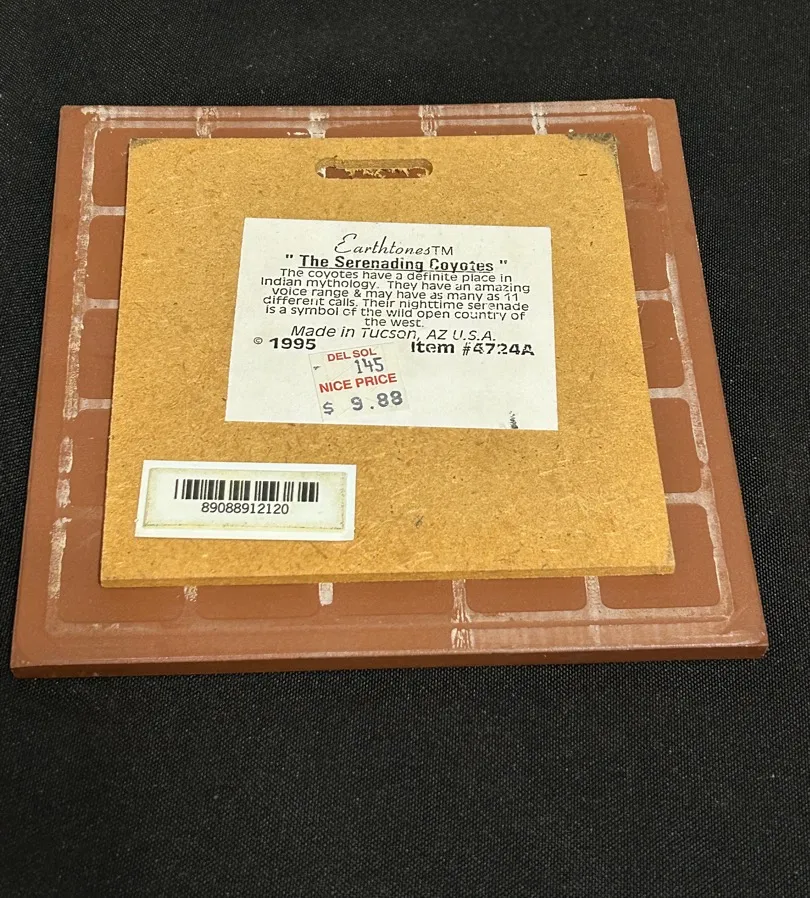 Earthtones™
" The Serenading Coyotes "
The coyotes have a definite place in
Indian mythology. They have an amazing
voice range & may have as many as 11
different calls. Their nighttime serenade
is a symbol of the wild open country of
the west.
Made in Tucson, AZ U.S.A.
© 1995 Item #4724A
DEL SOL
145
NICE PRICE
$ 9.88
89088912120